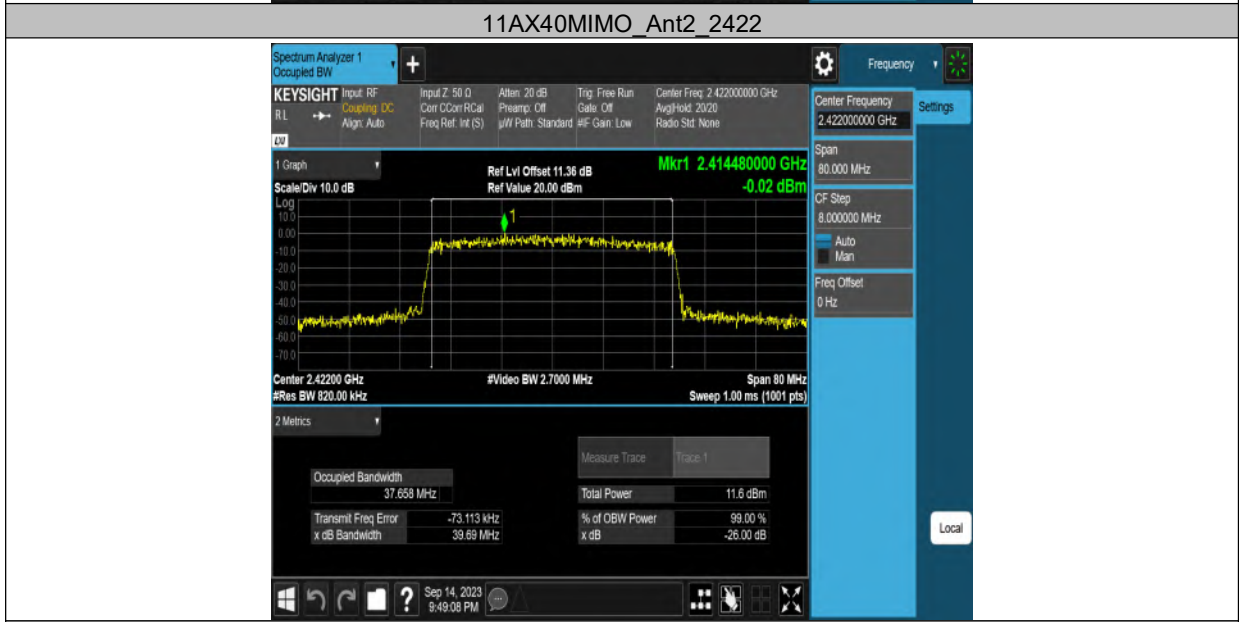 11AX40MIMO_Ant2_2422
Spectrum Analyzer 1
Occupied BW
Frequency
KEYSIGHT
Input: RF
Input Z: 50 Ω
Atten: 20 dB
Trig: Free Run
Center Freq: 2.422000000 GHz
R L
Coupling: DC
Corr CCorr RCal
Preamp: Off
Gate: Off
Avg|Hold: 20/20
Align: Auto
Freq Ref: Int (S)
µW Path: Standard
#IF Gain: Low
Radio Std: None
LXI
Center Frequency
2.422000000 GHz
Settings
Span
80.000 MHz
CF Step
8.000000 MHz
Auto
Man
Freq Offset
0 Hz
1 Graph
Ref Lvl Offset 11.36 dB
Mkr1 2.414480000 GHz
Scale/Div 10.0 dB
Ref Value 20.00 dBm
-0.02 dBm
Log
1
10.0
0.00
-10.0
-20.0
-30.0
-40.0
-50.0
-60.0
-70.0
Center 2.42200 GHz
#Video BW 2.7000 MHz
Span 80 MHz
#Res BW 820.00 kHz
Sweep 1.00 ms (1001 pts)
2 Metrics
Measure Trace
Trace 1
Occupied Bandwidth
37.658 MHz
Total Power
11.6 dBm
Transmit Freq Error
-73.113 kHz
% of OBW Power
99.00 %
x dB Bandwidth
39.69 MHz
x dB
-26.00 dB
Local
?
Sep 14, 2023
9:49:08 PM